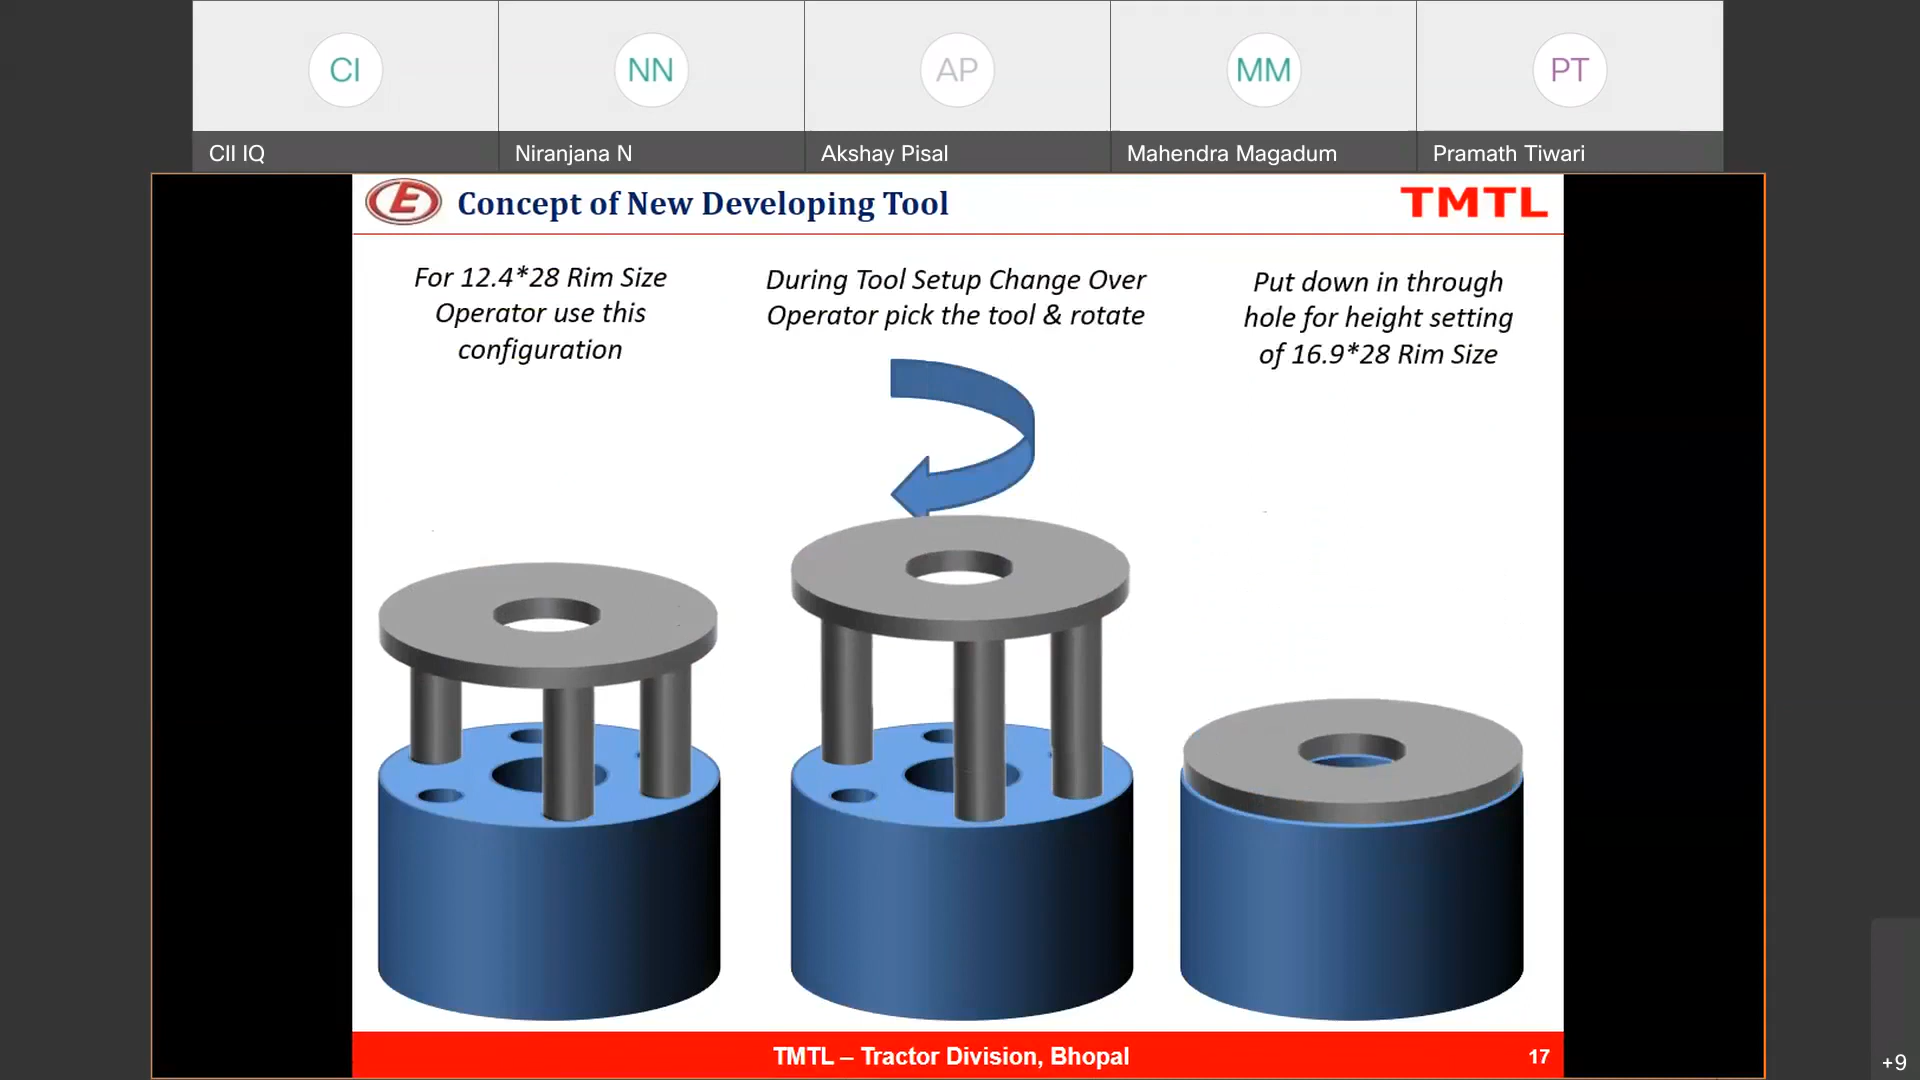 CI
NN
AP
MM
PT
CII IQ
Niranjana N
Akshay Pisal
Mahendra Magadum
Pramath Tiwari
E
Concept of New Developing Tool
TMTL
For 12.4*28 Rim Size
Operator use this
configuration
During Tool Setup Change Over
Operator pick the tool & rotate
Put down in through
hole for height setting
of 16.9*28 Rim Size
TMTL – Tractor Division, Bhopal
17
+9